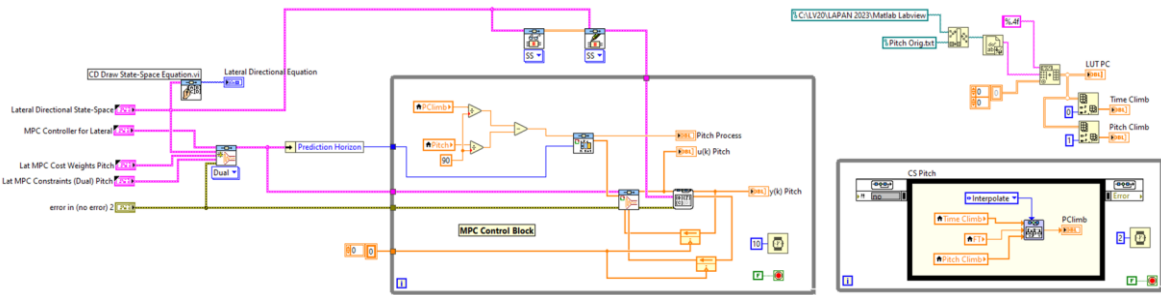 CD Draw State-Space Equation.vi
Lateral Directional Equation
Lateral Directional State-Space
MPC Controller for Lateral
Lat MPC Cost Weights Pitch
Lat MPC Constraints (Dual) Pitch
error in (no error) 2
Dual
Prediction Horizon
SS
SS
PClimb
Pitch
90
Pitch Process
u(k) Pitch
y(k) Pitch
MPC Control Block
0
0
10
i
F
C:\LV20\LAPAN 2023\Matlab Labview
Pitch Orig.txt
%.4f
LUT PC
0
0
0
0
Time Climb
1
Pitch Climb
CS Pitch
no
Error
Interpolate
Time Climb
FT
Pitch Climb
PClimb
2
i
F